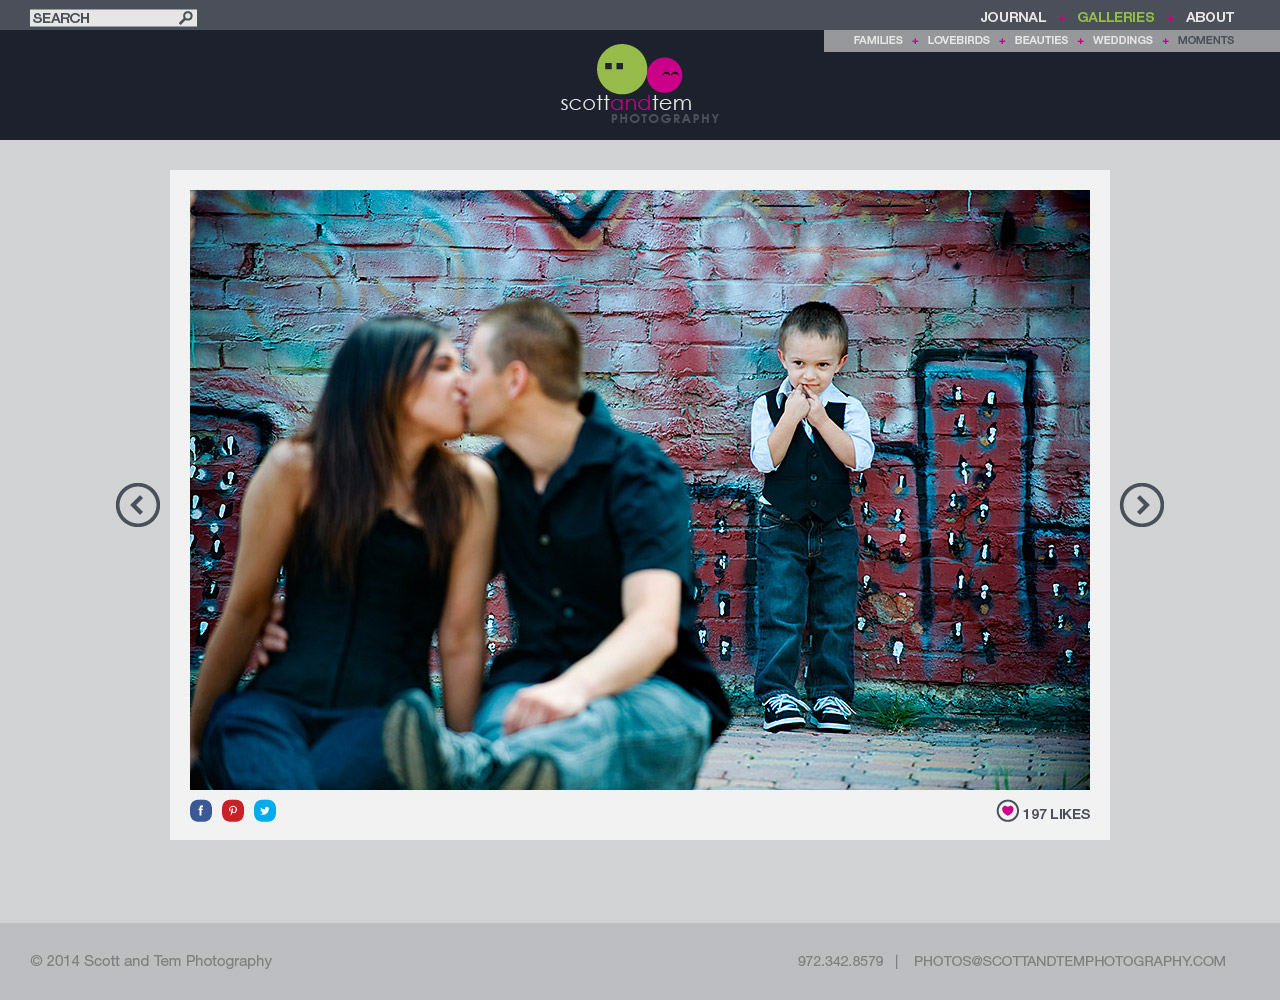 SEARCH
JOURNAL + GALLERIES + ABOUT
FAMILIES + LOVEBIRDS + BEAUTIES + WEDDINGS + MOMENTS
scottandtem
PHOTOGRAPHY
197 LIKES
© 2014 Scott and Tem Photography
972.342.8579 | PHOTOS@SCOTTANDTEMPHOTOGRAPHY.COM